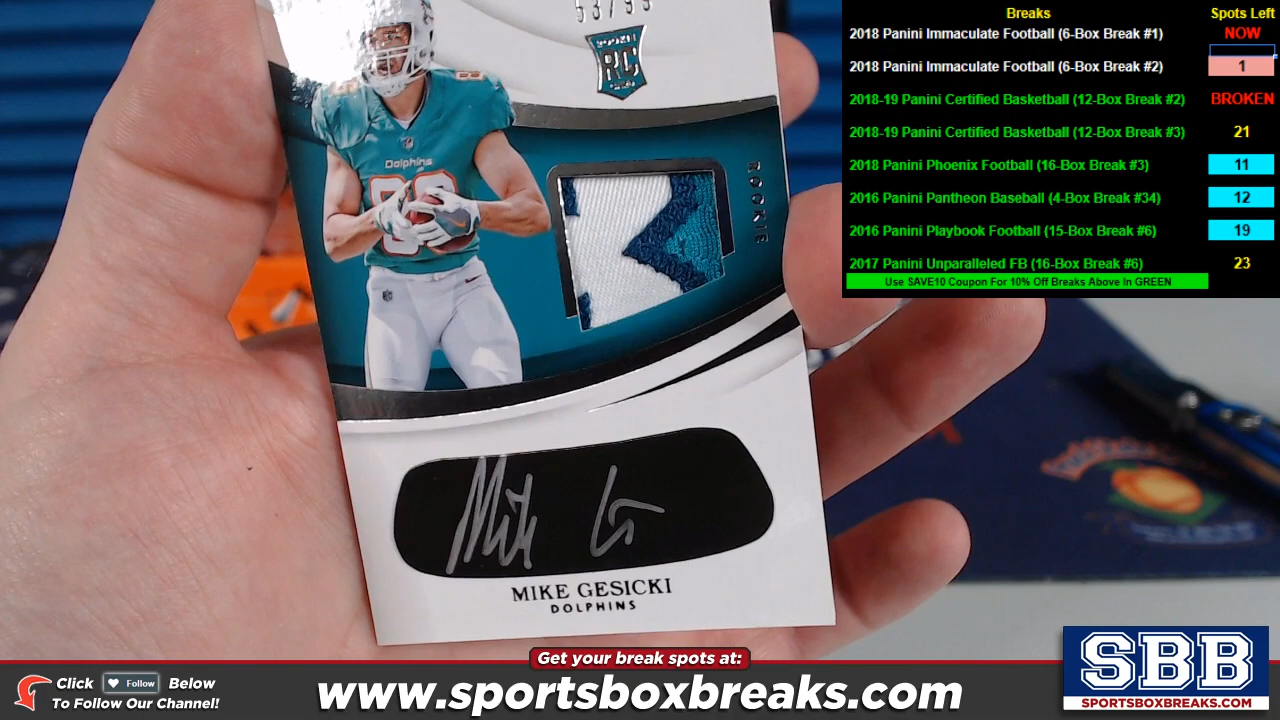 53/99
ROOKIE
RC
Dolphins
ROOKIE
Mike G
MIKE GESICKI
DOLPHINS
Breaks Spots Left
2018 Panini Immaculate Football (6-Box Break #1) NOW
2018 Panini Immaculate Football (6-Box Break #2) 1
2018-19 Panini Certified Basketball (12-Box Break #2) BROKEN
2018-19 Panini Certified Basketball (12-Box Break #3) 21
2018 Panini Phoenix Football (16-Box Break #3) 11
2016 Panini Pantheon Baseball (4-Box Break #34) 12
2016 Panini Playbook Football (15-Box Break #6) 19
2017 Panini Unparalleled FB (16-Box Break #6) 23
Use SAVE10 Coupon For 10% Off Breaks Above In GREEN
Get your break spots at:
Click Follow Below
To Follow Our Channel!
www.sportsboxbreaks.com
SBB
SPORTSBOXBREAKS.COM